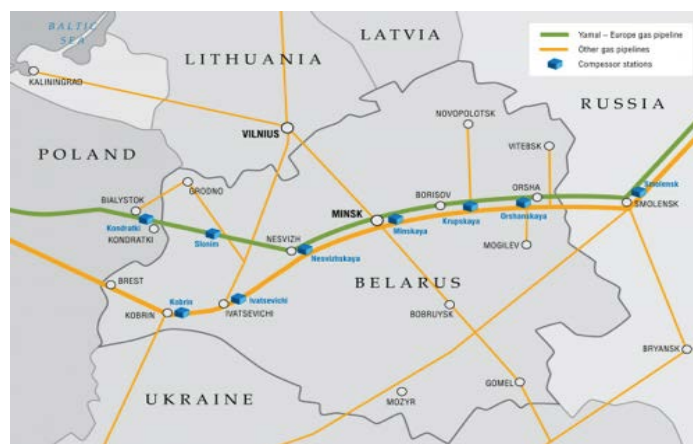 BALTIC
SEA
LATVIA
Yamal – Europe gas pipeline
Other gas pipelines
Compessor stations
LITHUANIA
KALININGRAD
RUSSIA
NOVOPOLOTSK
VILNIUS
VITEBSK
POLAND
GRODNO
BIALYSTOK
BORISOV
ORSHA
Smolensk
SMOLENSK
Kondratki
KONDRATKI
Slonim
MINSK
Minskaya
Krupskaya
Orshanskaya
NESVIZH
Nesvizhskaya
MOGILEV
BREST
BELARUS
Kobrin
Ivatsevichi
KOBRIN
IVATSEVICHI
BOBRUYSK
BRYANSK
UKRAINE
MOZYR
GOMEL